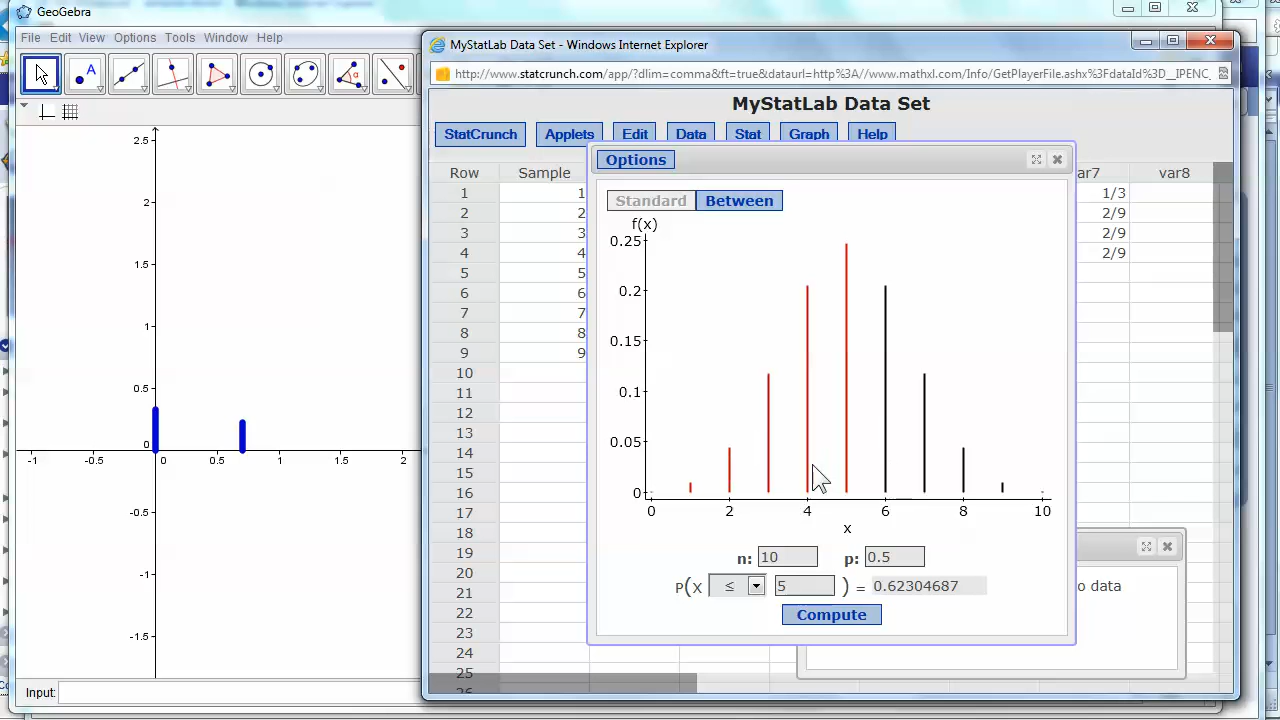 GeoGebra
File Edit View Options Tools Window Help
A
2.5
2
1.5
1
0.5
0
-1 -0.5 0 0.5 1 1.5 2
-0.5
-1
-1.5
Input:
MyStatLab Data Set - Windows Internet Explorer
http://www.statcrunch.com/app/?dlim=comma&ft=true&dataurl=http%3A//www.mathxl.com/Info/GetPlayerFile.ashx%3FdataId%3D__IPENC_
MyStatLab Data Set
StatCrunch Applets Edit Data Stat Graph Help
Row Sample var8
1 1 1/3
2 2 2/9
3 3 2/9
4 4 2/9
5 5
6 6
7 7
8 8
9 9
10
11
12
13
14
15
16
17
18
19
20
21
22
23
24
25
26
Options
Standard Between
f(x)
0.25
0.2
0.15
0.1
0.05
0
0 2 4 6 8 10
x
n: 10 p: 0.5
P(X ≤ 5 ) = 0.62304687
Compute
data